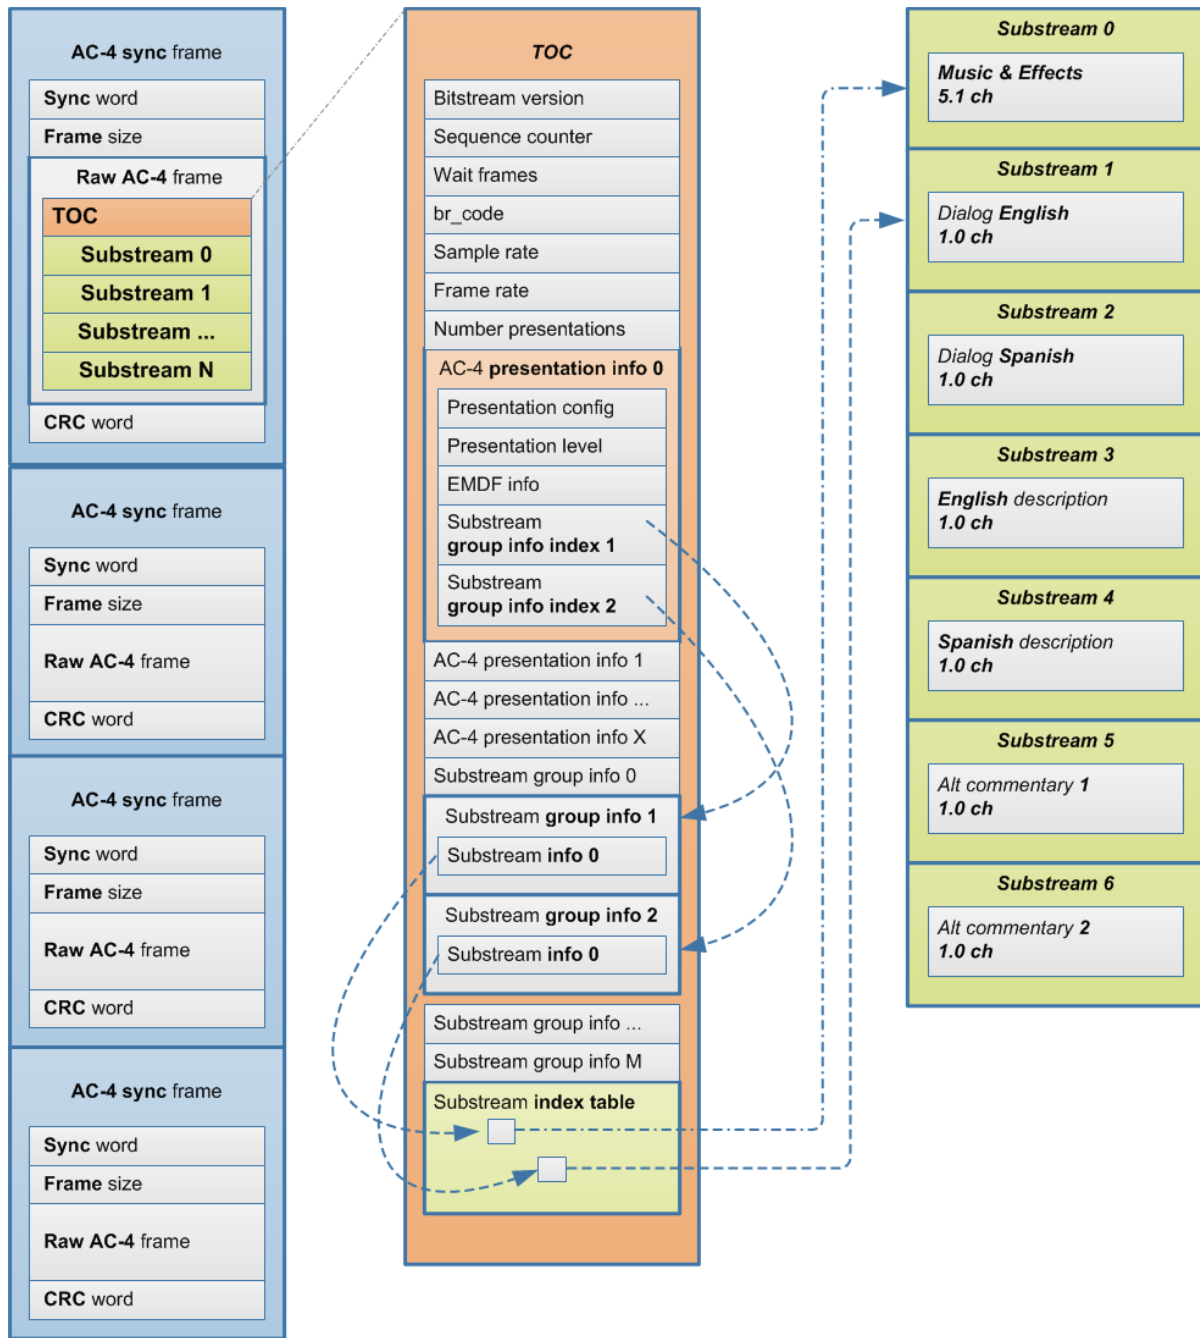 AC-4 sync frame
Sync word
Frame size
Raw AC-4 frame
TOC
Substream 0
Substream 1
Substream ...
Substream N
CRC word
AC-4 sync frame
Sync word
Frame size
Raw AC-4 frame
CRC word
AC-4 sync frame
Sync word
Frame size
Raw AC-4 frame
CRC word
AC-4 sync frame
Sync word
Frame size
Raw AC-4 frame
CRC word
TOC
Bitstream version
Sequence counter
Wait frames
br_code
Sample rate
Frame rate
Number presentations
AC-4 presentation info 0
Presentation config
Presentation level
EMDF info
Substream
group info index 1
Substream
group info index 2
AC-4 presentation info 1
AC-4 presentation info ...
AC-4 presentation info X
Substream group info 0
Substream group info 1
Substream info 0
Substream group info 2
Substream info 0
Substream group info ...
Substream group info M
Substream index table
Substream 0
Music & Effects
5.1 ch
Substream 1
Dialog English
1.0 ch
Substream 2
Dialog Spanish
1.0 ch
Substream 3
English description
1.0 ch
Substream 4
Spanish description
1.0 ch
Substream 5
Alt commentary 1
1.0 ch
Substream 6
Alt commentary 2
1.0 ch